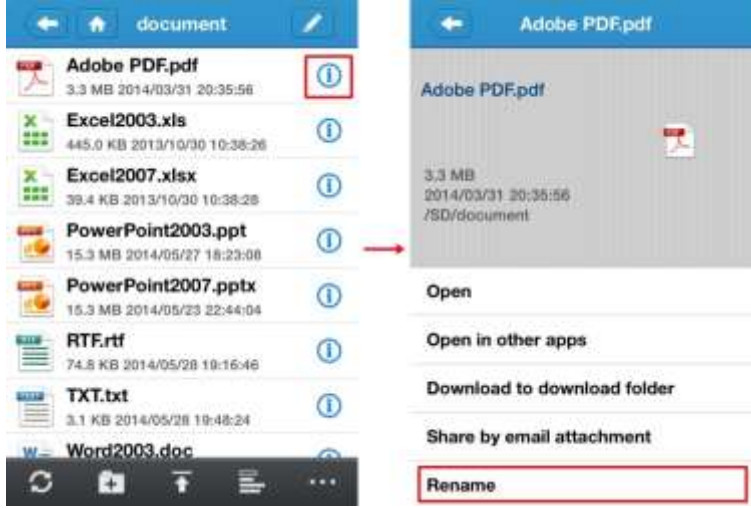 document
Adobe PDF.pdf
3.3 MB 2014/03/31 20:35:56
Excel2003.xls
445.0 KB 2013/10/30 10:38:26
Excel2007.xlsx
39.4 KB 2013/10/30 10:38:28
PowerPoint2003.ppt
15.3 MB 2014/05/27 18:23:08
PowerPoint2007.pptx
15.3 MB 2014/05/23 22:44:04
RTF.rtf
74.8 KB 2014/05/28 19:16:46
TXT.txt
3.1 KB 2014/05/28 19:48:24
Word2003.doc
Adobe PDF.pdf
Adobe PDF.pdf
3.3 MB
2014/03/31 20:35:56
/SD/document
Open
Open in other apps
Download to download folder
Share by email attachment
Rename